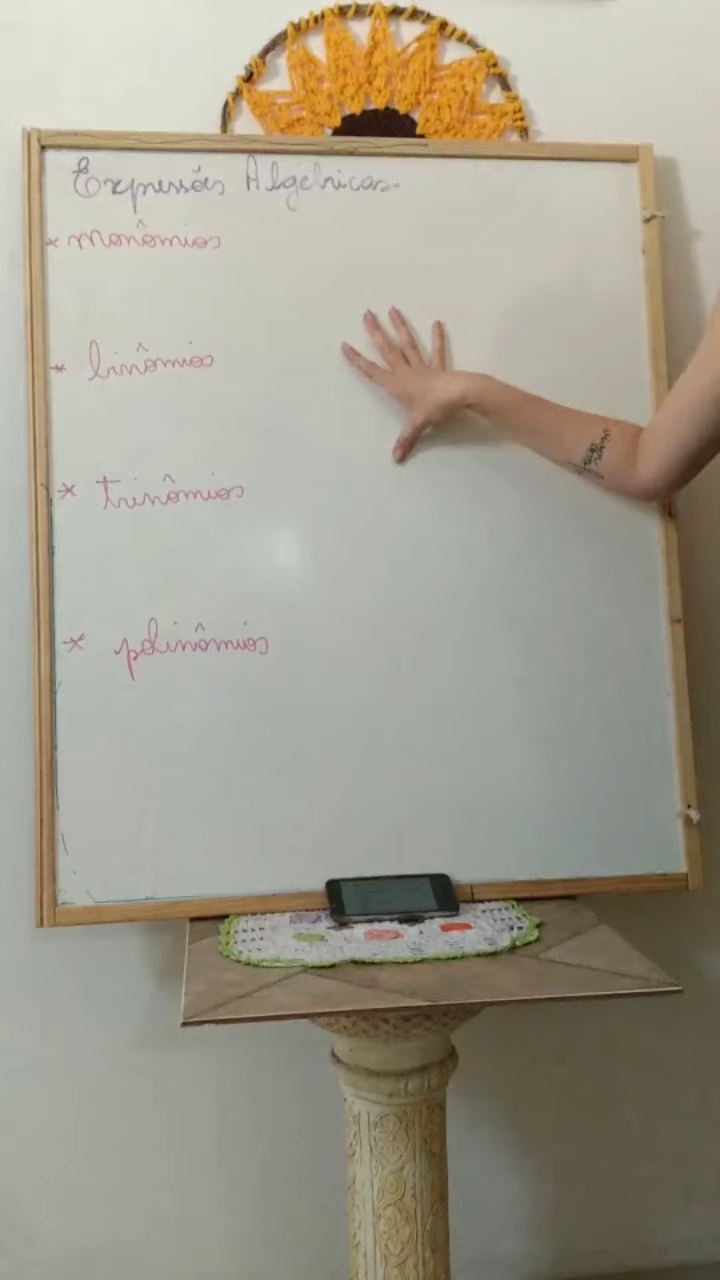 Expressões Algébricas.
* monômios
* binômios
* trinômios
* polinômios